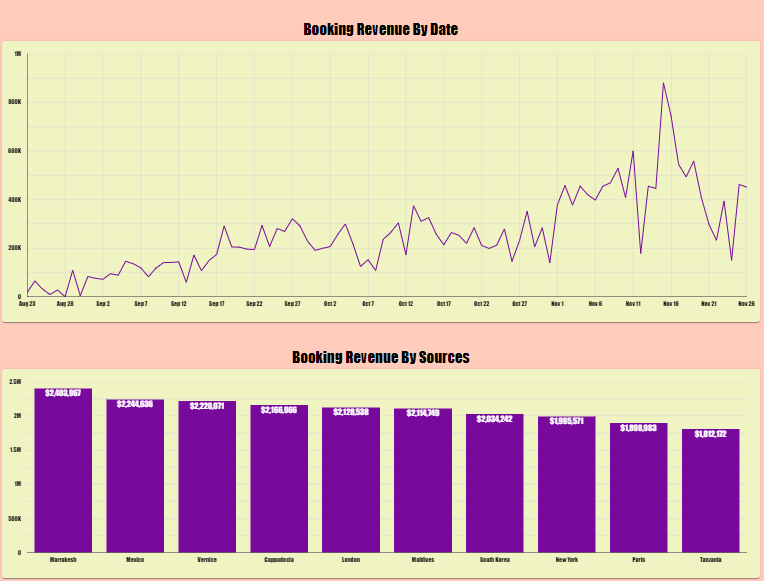 Booking Revenue By Date
1M
800K
600K
400K
200K
0
Aug 23 Aug 28 Sep 2 Sep 7 Sep 12 Sep 17 Sep 22 Sep 27 Oct 2 Oct 7 Oct 12 Oct 17 Oct 22 Oct 27 Nov 1 Nov 6 Nov 11 Nov 16 Nov 21 Nov 26
Booking Revenue By Sources
2.5M
2M
1.5M
1M
500K
0
$2,403,967 $2,244,636 $2,220,071 $2,166,966 $2,128,538 $2,114,749 $2,034,242 $1,995,571 $1,898,983 $1,812,172
Marrakesh Mexico Vernice Cappadocia London Maldives South Korea New York Paris Tanzania